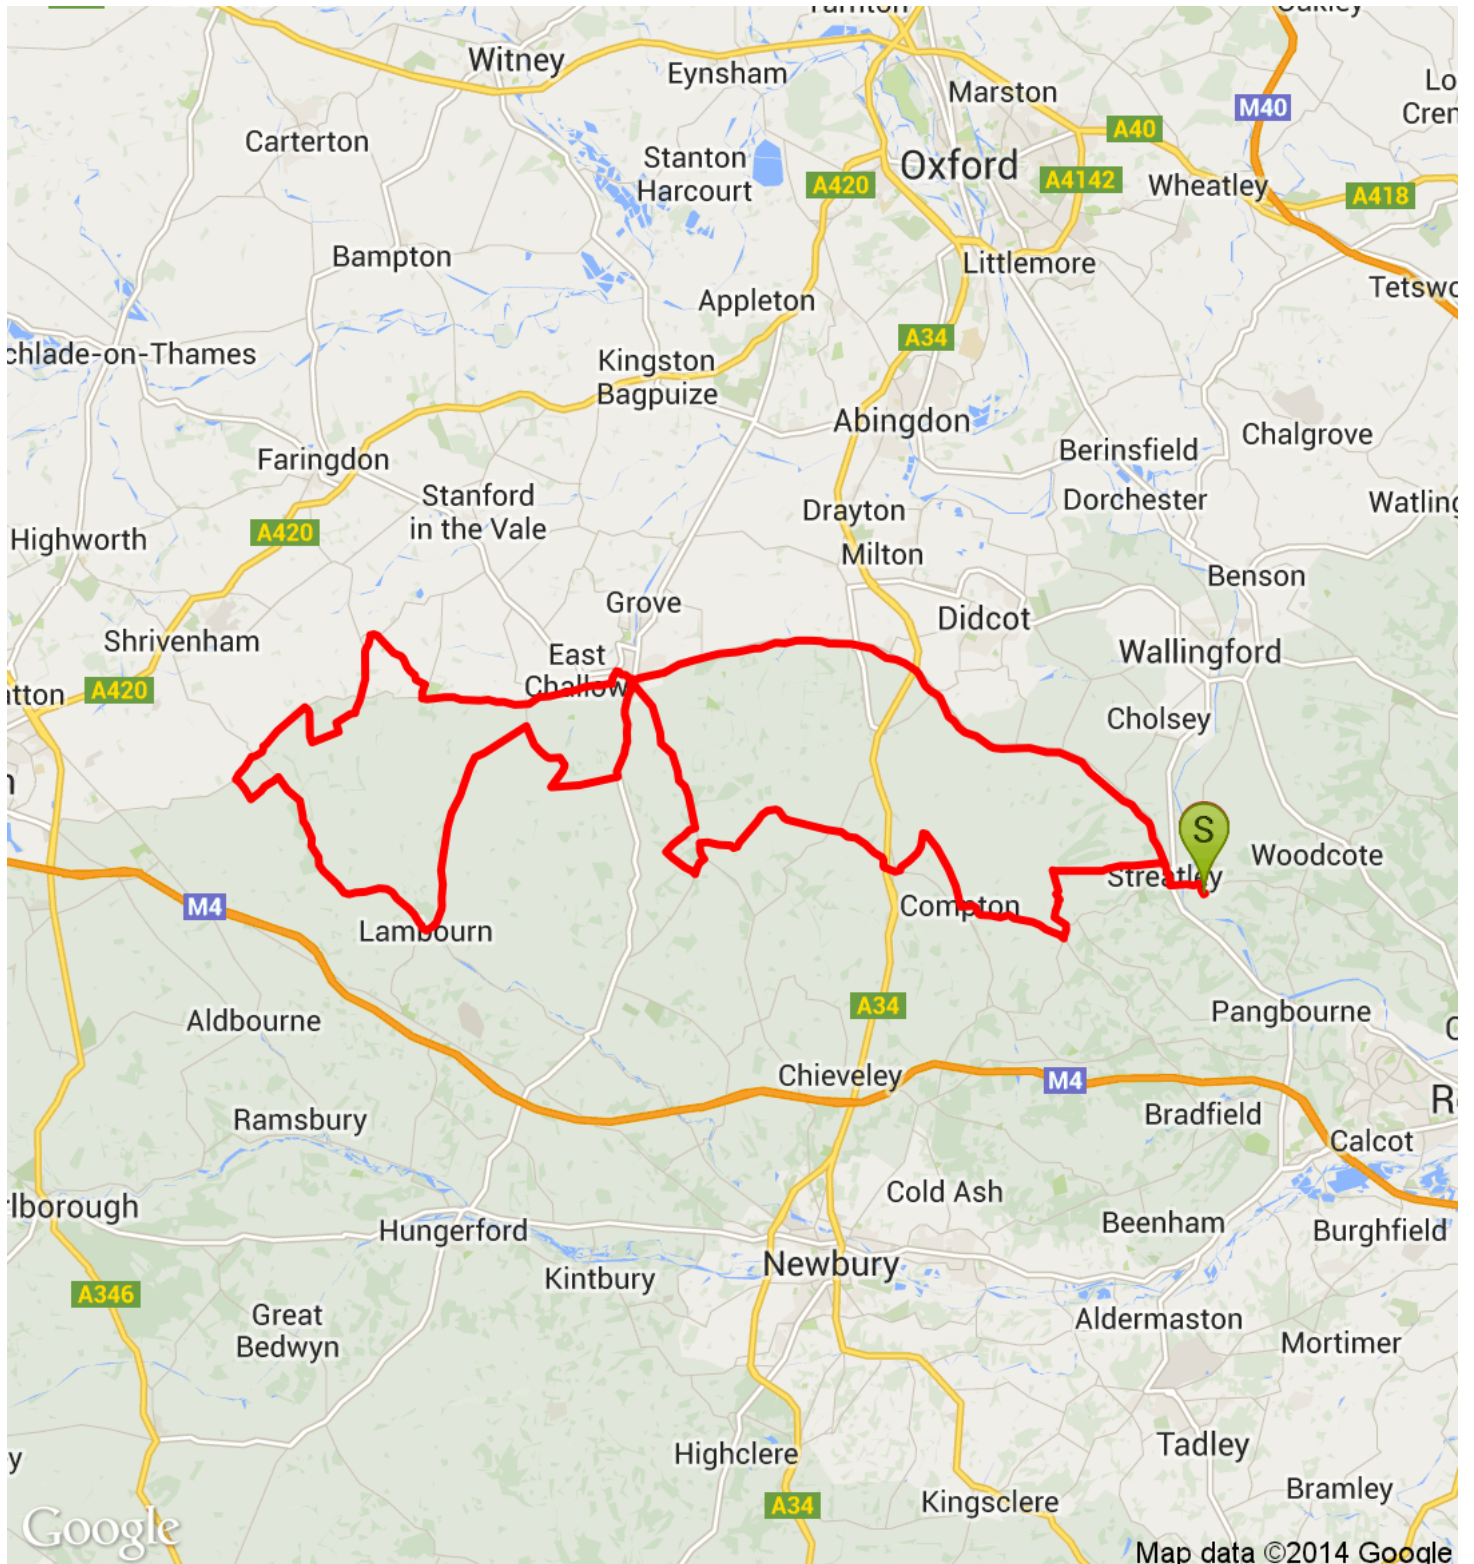 Witney
Eynsham
Marston
M40
Carterton
A40
Stanton
Harcourt
Oxford
A420
A4142
Wheatley
A418
Bampton
Littlemore
Appleton
Tetswo
A34
chlade-on-Thames
Kingston
Bagpuize
Abingdon
Chalgrove
Berinsfield
Faringdon
Stanford
in the Vale
Dorchester
Watling
Drayton
A420
Highworth
Milton
Benson
Grove
Didcot
Shrivenham
East
Challow
Wallingford
A420
Cholsey
S
Woodcote
Streatley
M4
Compton
Lambourn
A34
Aldbourne
Pangbourne
Chieveley
M4
Ramsbury
Bradfield
Calcot
Cold Ash
rlborough
Hungerford
Beenham
Burghfield
Newbury
Kintbury
A346
Great
Bedwyn
Aldermaston
Mortimer
Highclere
Tadley
Bramley
A34
Kingsclere
Google
Map data ©2014 Google